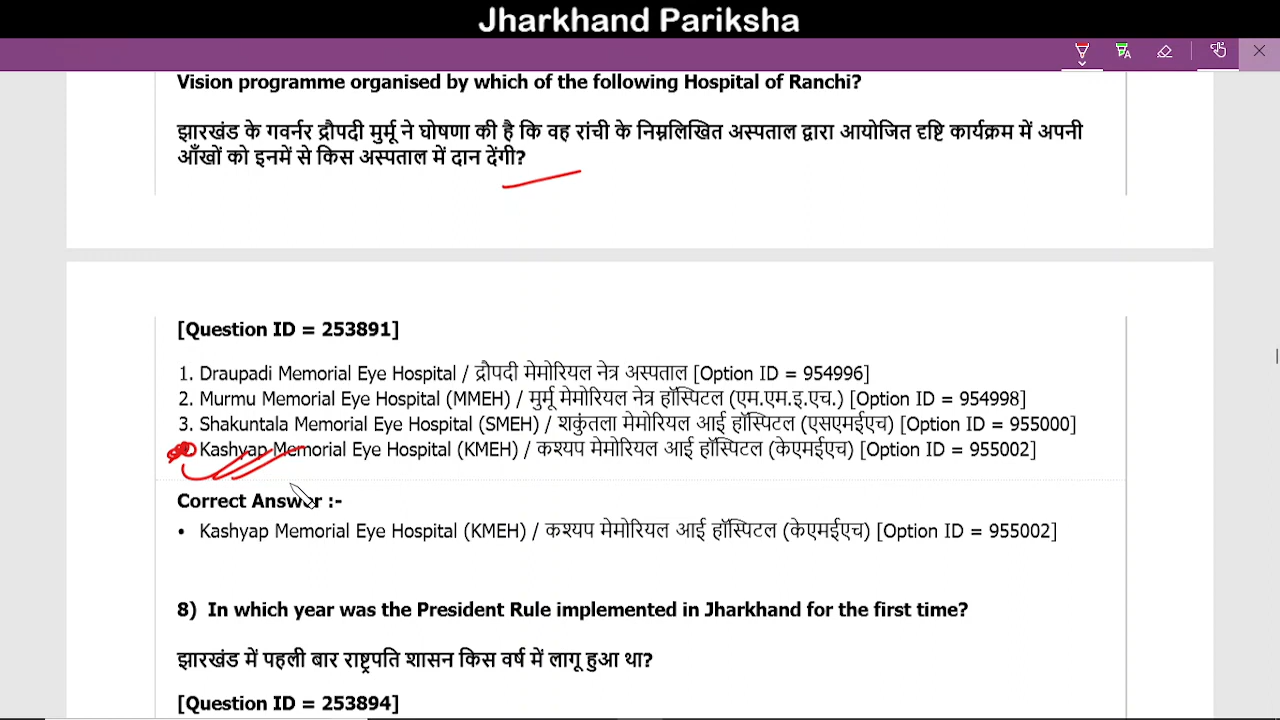 Jharkhand Pariksha
Vision programme organised by which of the following Hospital of Ranchi?
झारखंड के गवर्नर द्रौपदी मुर्मू ने घोषणा की है कि वह रांची के निम्नलिखित अस्पताल द्वारा आयोजित दृष्टि कार्यक्रम में अपनी
आँखों को इनमें से किस अस्पताल में दान देंगी?
[Question ID = 253891]
1. Draupadi Memorial Eye Hospital / द्रौपदी मेमोरियल नेत्र अस्पताल [Option ID = 954996]
2. Murmu Memorial Eye Hospital (MMEH) / मुर्मू मेमोरियल नेत्र हॉस्पिटल (एम.एम.इ.एच.) [Option ID = 954998]
3. Shakuntala Memorial Eye Hospital (SMEH) / शकुंतला मेमोरियल आई हॉस्पिटल (एसएमईएच) [Option ID = 955000]
Kashyap Memorial Eye Hospital (KMEH) / कश्यप मेमोरियल आई हॉस्पिटल (केएमईएच) [Option ID = 955002]
Correct Answer :-
• Kashyap Memorial Eye Hospital (KMEH) / कश्यप मेमोरियल आई हॉस्पिटल (केएमईएच) [Option ID = 955002]
8) In which year was the President Rule implemented in Jharkhand for the first time?
झारखंड में पहली बार राष्ट्रपति शासन किस वर्ष में लागू हुआ था?
[Question ID = 253894]